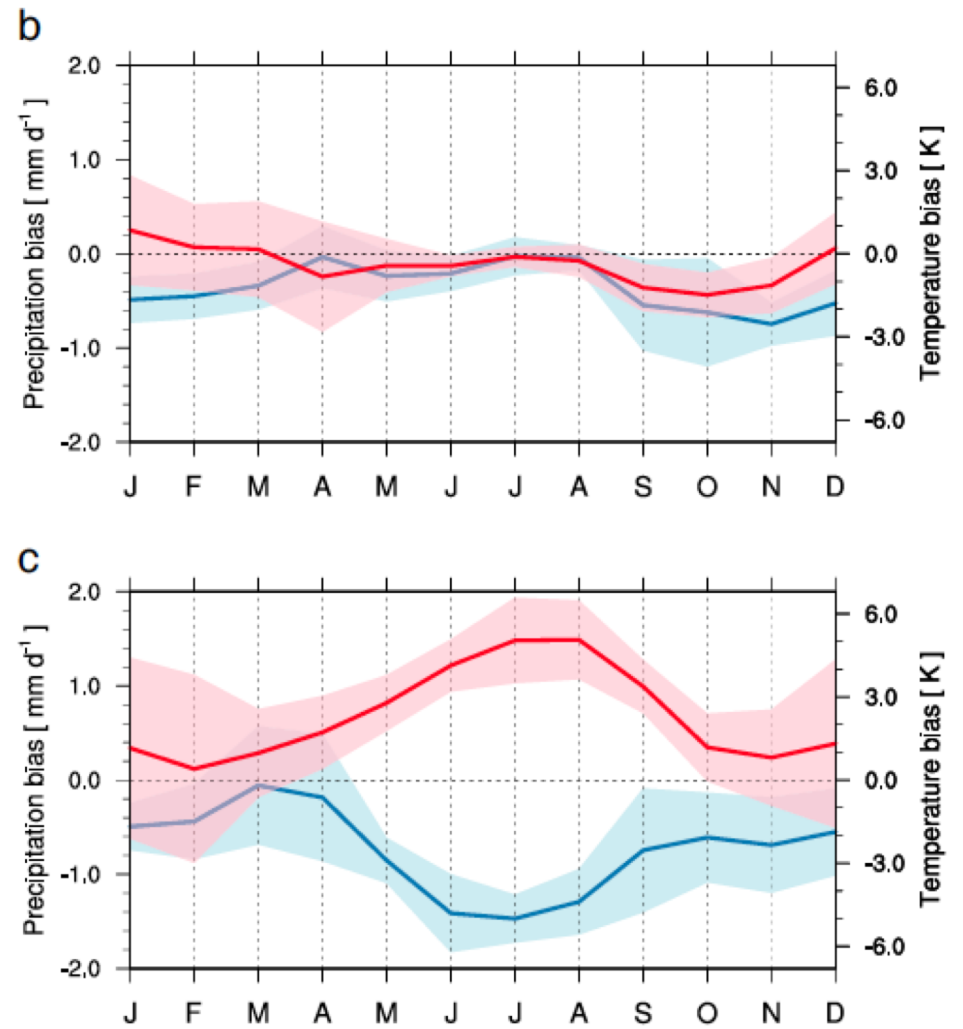 b
Precipitation bias [ mm d-1 ]
2.0
1.0
0.0
-1.0
-2.0
6.0
3.0
0.0
-3.0
-6.0
Temperature bias [ K ]
J F M A M J J A S O N D
c
Precipitation bias [ mm d-1 ]
2.0
1.0
0.0
-1.0
-2.0
6.0
3.0
0.0
-3.0
-6.0
Temperature bias [ K ]
J F M A M J J A S O N D